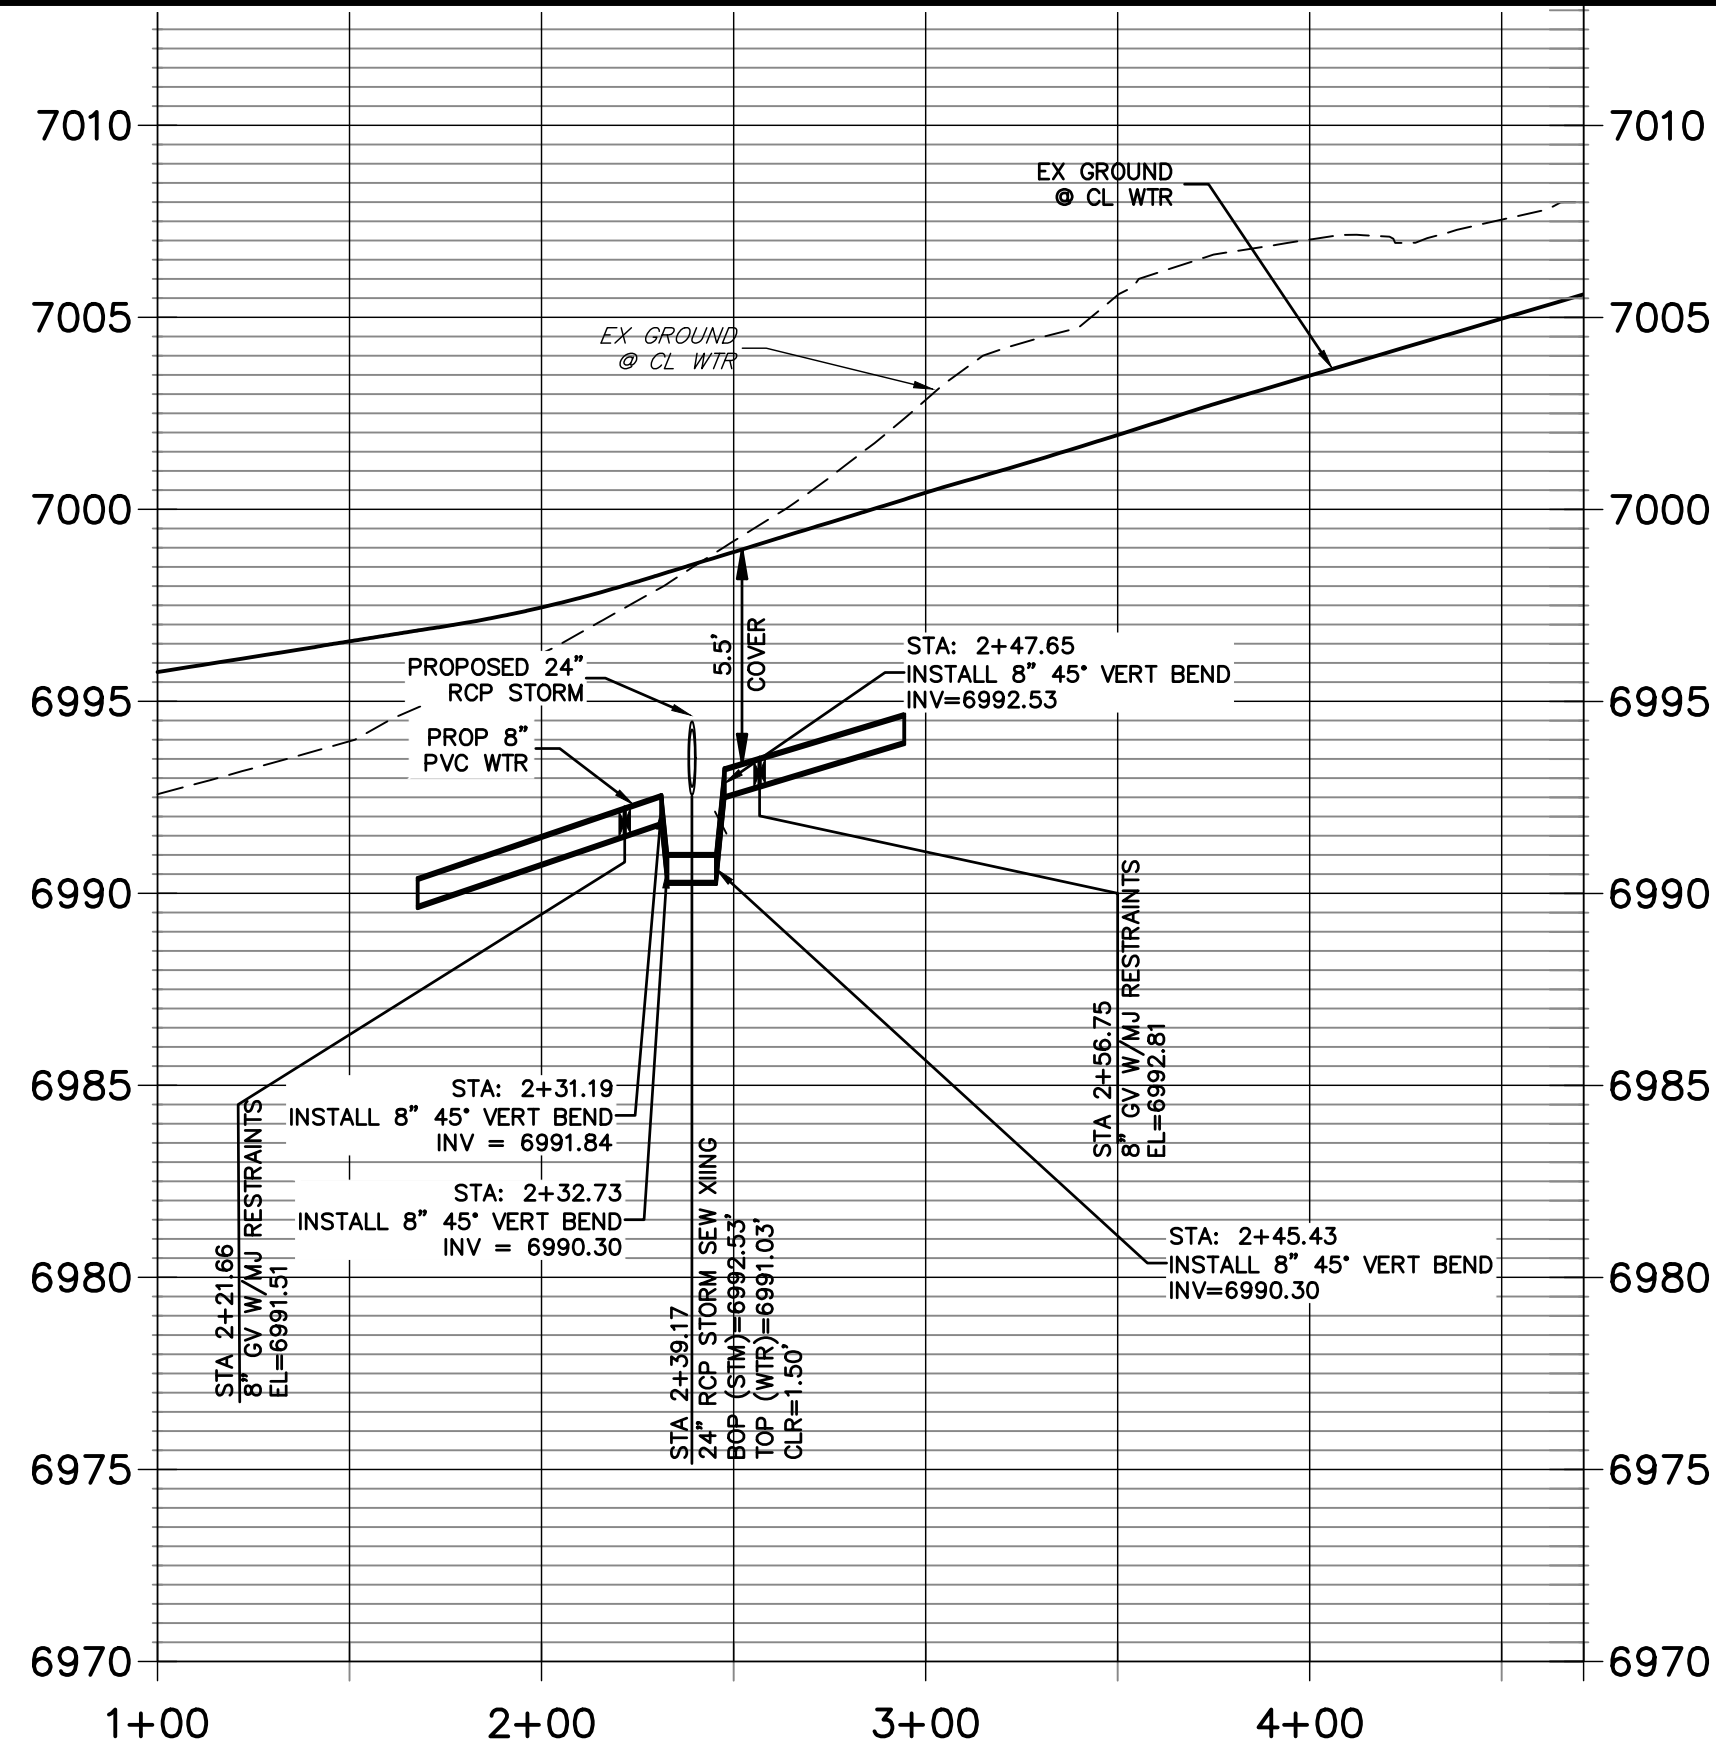 7010
7010
EX GROUND
@ CL WTR
7005
7005
EX GROUND
@ CL WTR
7000
7000
5.5'
COVER
STA: 2+47.65
INSTALL 8" 45° VERT BEND
INV=6992.53
PROPOSED 24"
RCP STORM
6995
6995
PROP 8"
PVC WTR
6990
6990
STA 2+56.75
8" GV W/MJ RESTRAINTS
EL=6992.81
6985
6985
STA: 2+31.19
INSTALL 8" 45° VERT BEND
INV = 6991.84
STA: 2+32.73
INSTALL 8" 45° VERT BEND
INV = 6990.30
STA 2+21.66
8" GV W/MJ RESTRAINTS
EL=6991.51
STA 2+39.17
24" RCP STORM SEW XIING
BOP (STM)=6992.53'
TOP (WTR)=6991.03'
CLR=1.50'
STA: 2+45.43
INSTALL 8" 45° VERT BEND
INV=6990.30
6980
6980
6975
6975
6970
6970
1+00
2+00
3+00
4+00